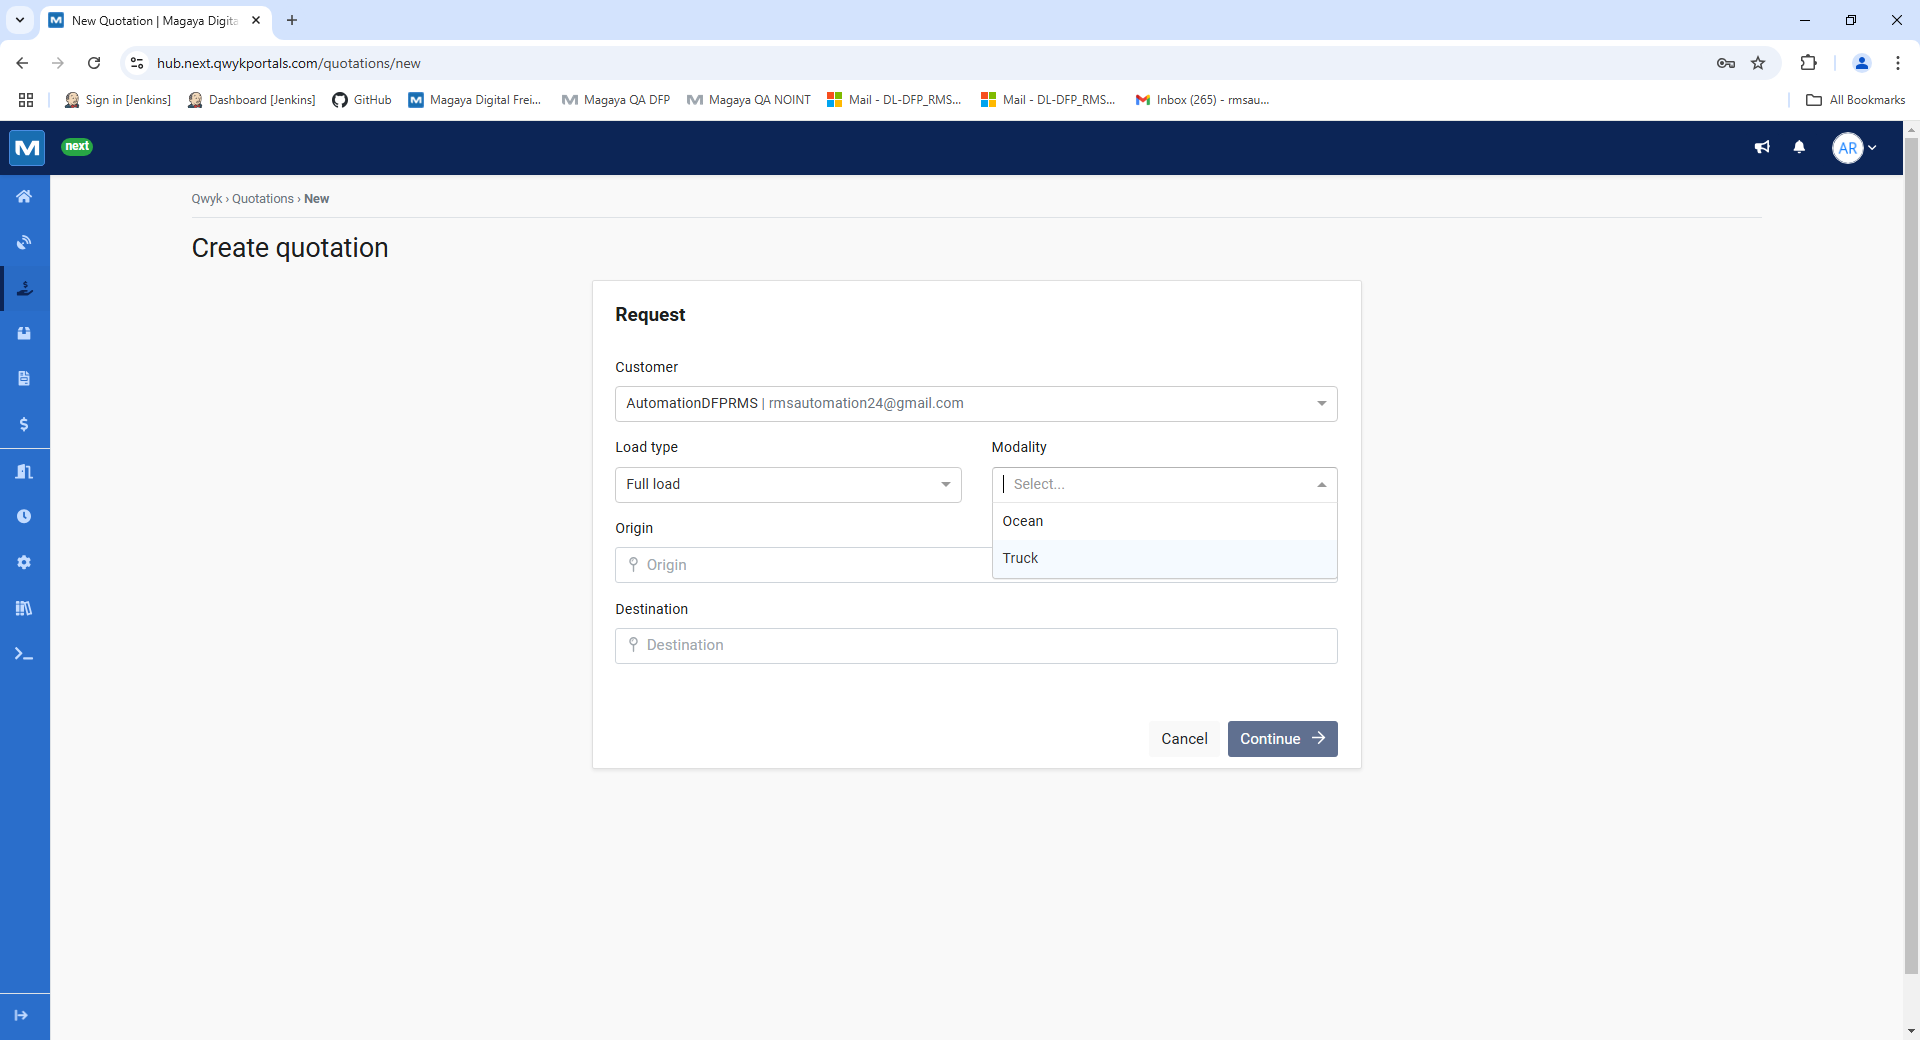 New Quotation | Magaya Digita
hub.next.qwykportals.com/quotations/new
Sign in [Jenkins]
Dashboard [Jenkins]
GitHub
Magaya Digital Frei...
Magaya QA DFP
Magaya QA NOINT
Mail - DL-DFP_RMS...
Mail - DL-DFP_RMS...
Inbox (265) - rmsau...
All Bookmarks
next
AR
Qwyk › Quotations › New
Create quotation
Request
Customer
AutomationDFPRMS | rmsautomation24@gmail.com
Load type
Modality
Full load
Select...
Ocean
Truck
Origin
Origin
Destination
Destination
Cancel
Continue